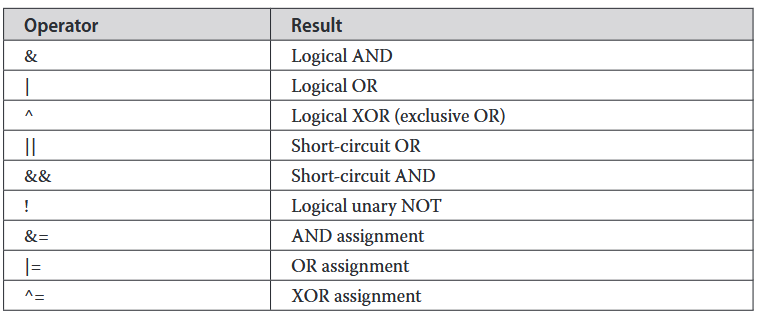 Operator Result
& Logical AND
| Logical OR
^ Logical XOR (exclusive OR)
|| Short-circuit OR
&& Short-circuit AND
! Logical unary NOT
&= AND assignment
|= OR assignment
^= XOR assignment